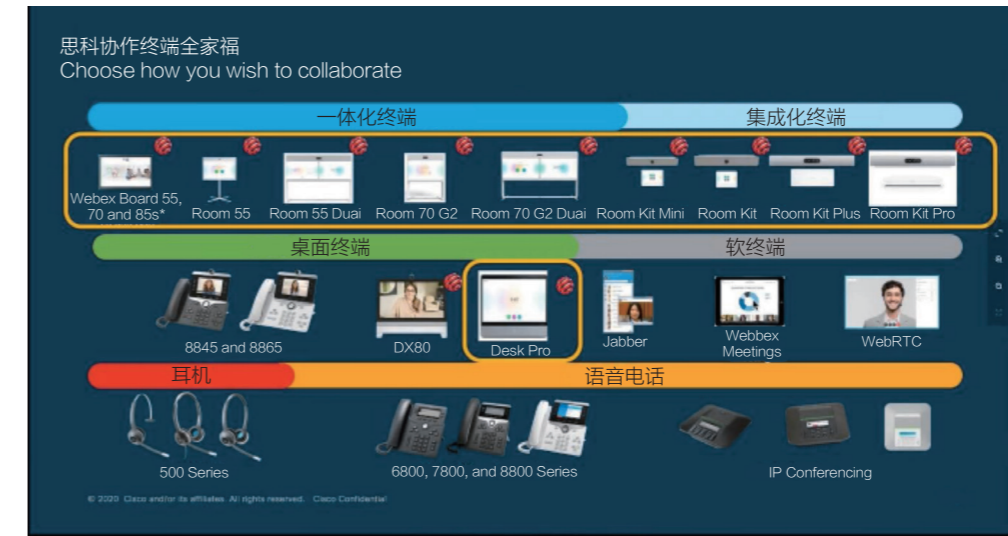 思科协作终端全家福
Choose how you wish to collaborate
一体化终端
集成化终端
Webex Board 55,
70 and 85s*
Room 55
Room 55 Duai
Room 70 G2
Room 70 G2 Duai
Room Kit Mini
Room Kit
Room Kit Plus
Room Kit Pro
桌面终端
软终端
8845 and 8865
DX80
Desk Pro
Jabber
Webbex
Meetings
WebRTC
耳机
语音电话
500 Series
6800, 7800, and 8800 Series
IP Conferencing
© 2020 Cisco and/or its affiliates. All rights reserved. Cisco Confidential